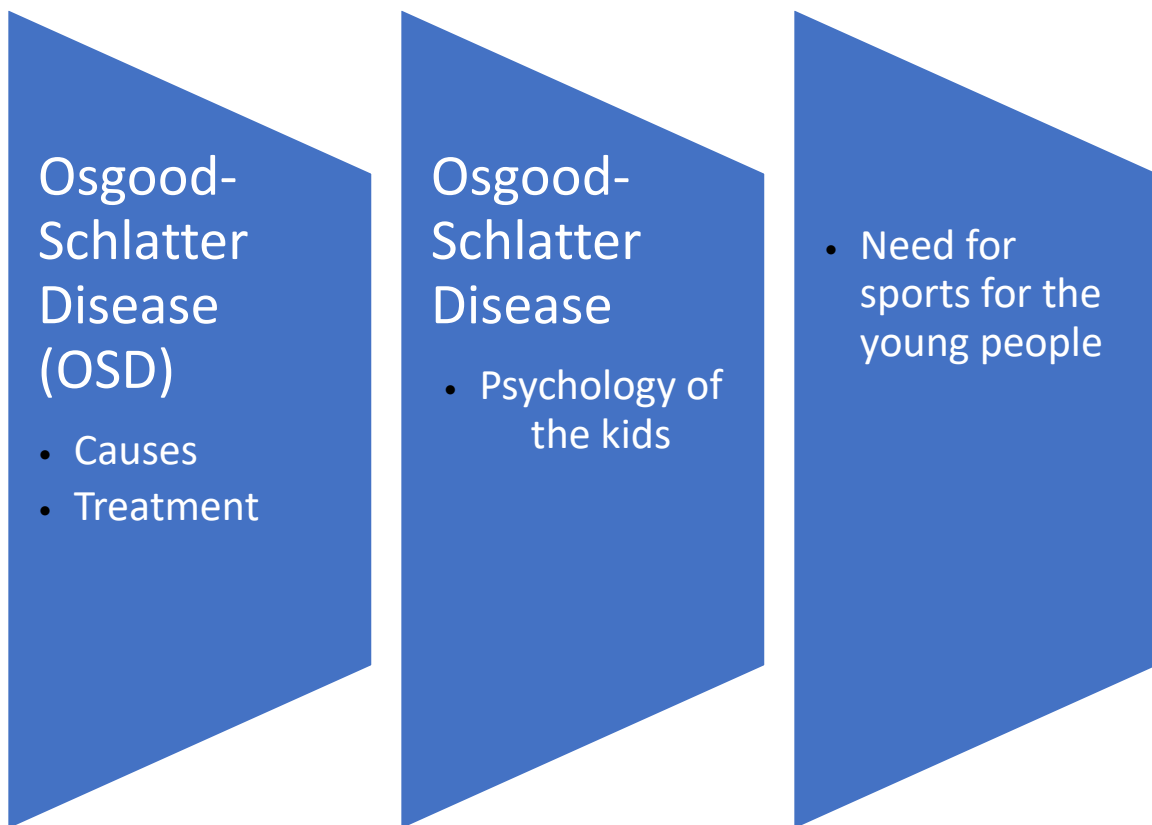 Osgood-
Schlatter
Disease
(OSD)
• Causes
• Treatment
Osgood-
Schlatter
Disease
• Psychology of
the kids
• Need for
sports for the
young people